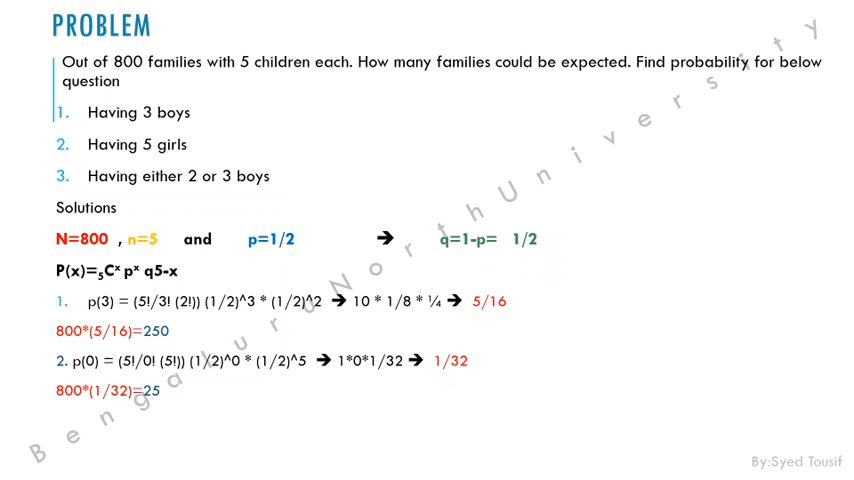 PROBLEM
Out of 800 families with 5 children each. How many families could be expected. Find probability for below
question
1. Having 3 boys
2. Having 5 girls
3. Having either 2 or 3 boys
Solutions
N=800 , n=5 and p=1/2 ➔ q=1-p= 1/2
P(x)=₅Cˣ pˣ q5-x
1. p(3) = (5!/3! (2!)) (1/2)^3 * (1/2)^2 ➔ 10 * 1/8 * ¼ ➔ 5/16
800*(5/16)=250
2. p(0) = (5!/0! (5!)) (1/2)^0 * (1/2)^5 ➔ 1*0*1/32 ➔ 1/32
800*(1/32)=25
Bengaluru North University
By:Syed Tousif